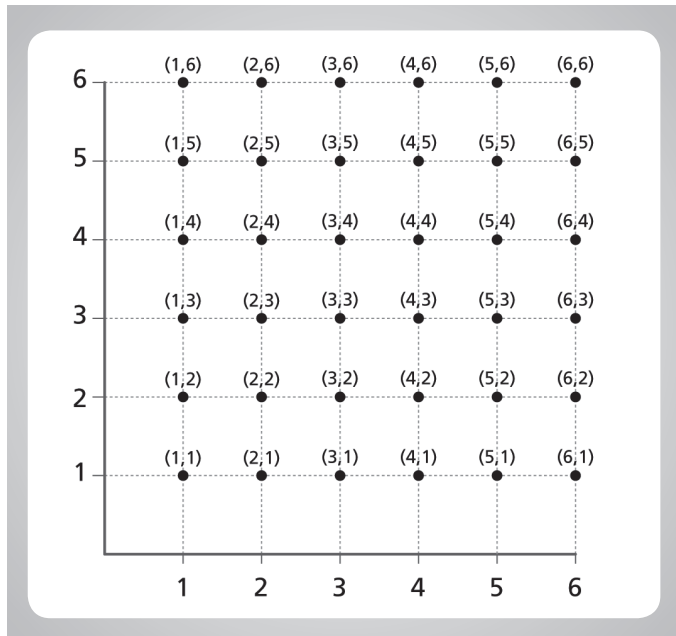 (1,6) (2,6) (3,6) (4,6) (5,6) (6,6)
6
(1,5) (2,5) (3,5) (4,5) (5,5) (6,5)
5
(1,4) (2,4) (3,4) (4,4) (5,4) (6,4)
4
(1,3) (2,3) (3,3) (4,3) (5,3) (6,3)
3
(1,2) (2,2) (3,2) (4,2) (5,2) (6,2)
2
(1,1) (2,1) (3,1) (4,1) (5,1) (6,1)
1
1 2 3 4 5 6